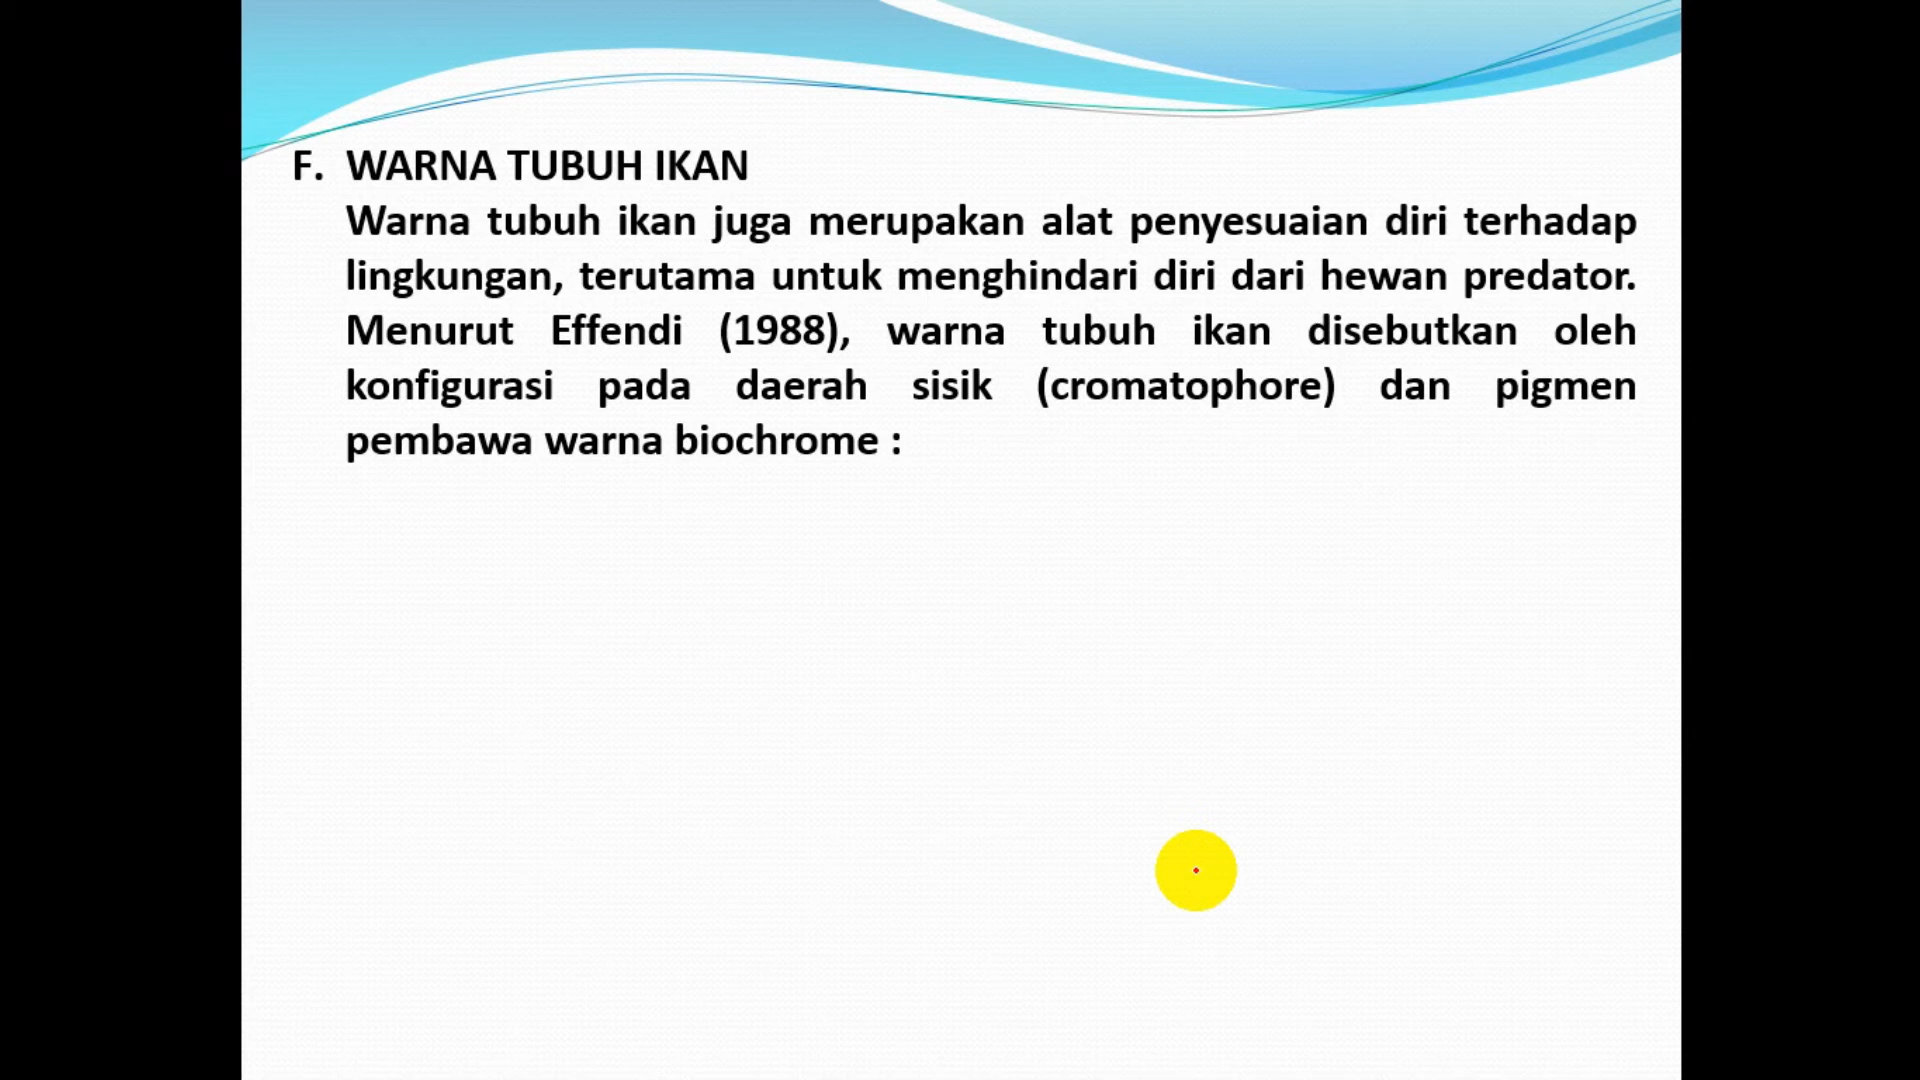 F. WARNA TUBUH IKAN
Warna tubuh ikan juga merupakan alat penyesuaian diri terhadap
lingkungan, terutama untuk menghindari diri dari hewan predator.
Menurut Effendi (1988), warna tubuh ikan disebutkan oleh
konfigurasi pada daerah sisik (cromatophore) dan pigmen
pembawa warna biochrome :